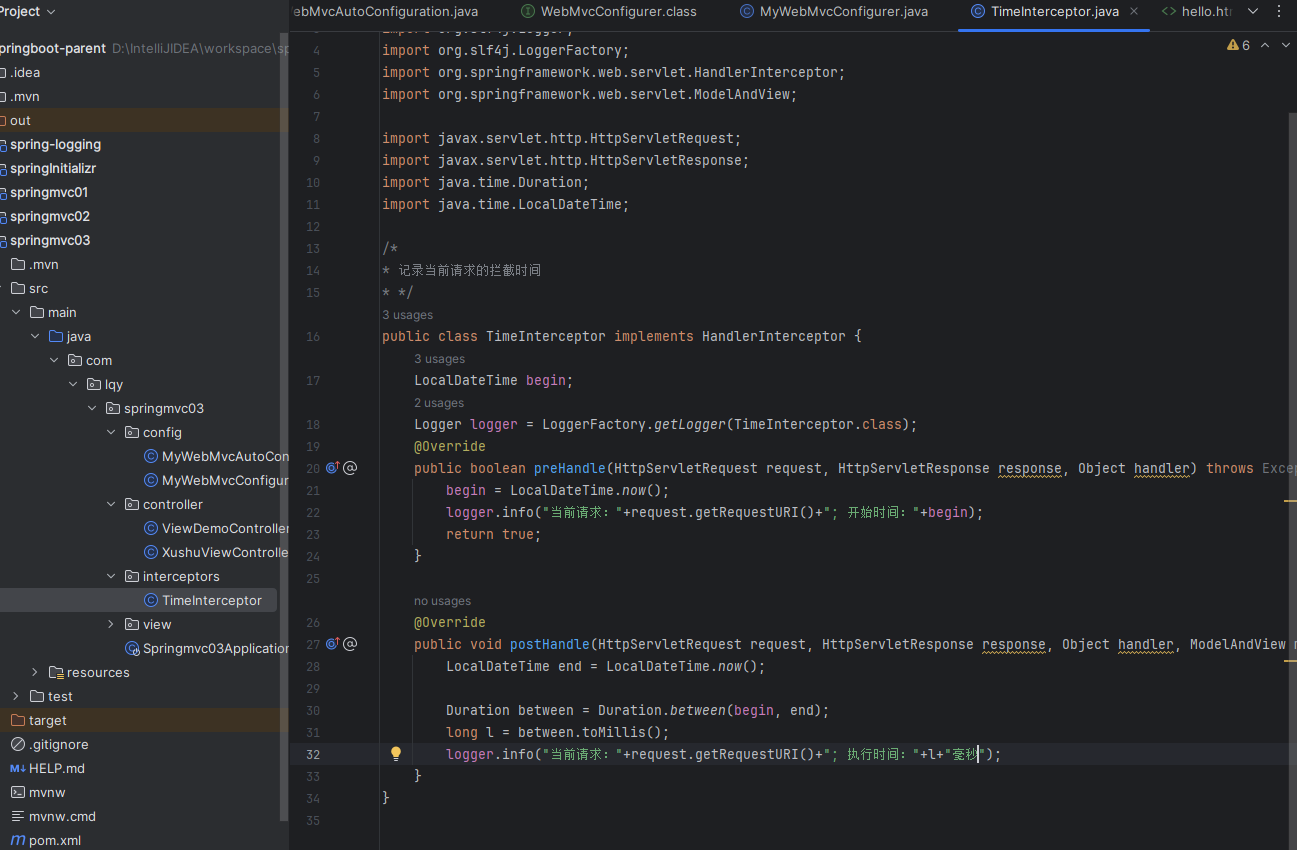 Project
ebMvcAutoConfiguration.java
WebMvcConfigurer.class
MyWebMvcConfigurer.java
TimeInterceptor.java
hello.ht
pringboot-parent D:\IntelliJIDEA\workspace\sp
.idea
.mvn
out
spring-logging
springInitializr
springmvc01
springmvc02
springmvc03
.mvn
src
main
java
com
lqy
springmvc03
config
MyWebMvcAutoCon
MyWebMvcConfigur
controller
ViewDemoController
XushuViewControlle
interceptors
TimeInterceptor
view
Springmvc03Application
resources
test
target
.gitignore
HELP.md
mvnw
mvnw.cmd
pom.xml
6
4 import org.slf4j.LoggerFactory;
5 import org.springframework.web.servlet.HandlerInterceptor;
6 import org.springframework.web.servlet.ModelAndView;
7
8 import javax.servlet.http.HttpServletRequest;
9 import javax.servlet.http.HttpServletResponse;
10 import java.time.Duration;
11 import java.time.LocalDateTime;
12
13 /*
14 * 记录当前请求的拦截时间
15 * */
3 usages
16 public class TimeInterceptor implements HandlerInterceptor {
3 usages
17 LocalDateTime begin;
2 usages
18 Logger logger = LoggerFactory.getLogger(TimeInterceptor.class);
19 @Override
20 public boolean preHandle(HttpServletRequest request, HttpServletResponse response, Object handler) throws Exce
21 begin = LocalDateTime.now();
22 logger.info("当前请求："+request.getRequestURI()+"; 开始时间："+begin);
23 return true;
24 }
25
no usages
26 @Override
27 public void postHandle(HttpServletRequest request, HttpServletResponse response, Object handler, ModelAndView
28 LocalDateTime end = LocalDateTime.now();
29
30 Duration between = Duration.between(begin, end);
31 long l = between.toMillis();
32 logger.info("当前请求："+request.getRequestURI()+"; 执行时间："+l+"毫秒");
33 }
34 }
35